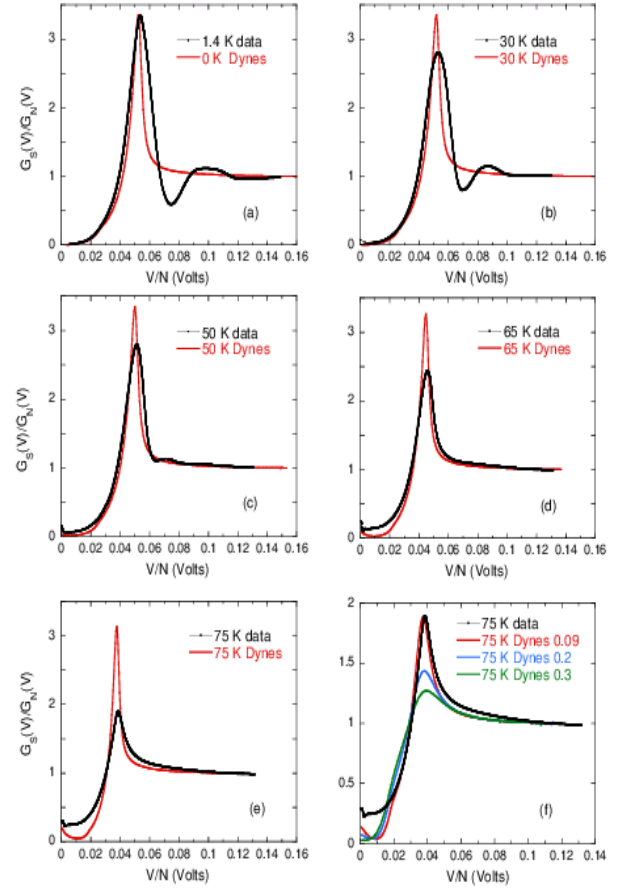 3
2
1
0
G_S(V)/G_N(V)
1.4 K data
0 K Dynes
(a)
0 0.02 0.04 0.06 0.08 0.1 0.12 0.14 0.16
V/N (Volts)
3
2
1
0
30 K data
30 K Dynes
(b)
0 0.02 0.04 0.06 0.08 0.1 0.12 0.14 0.16
V/N (Volts)
3
2
1
0
G_S(V)/G_N(V)
50 K data
50 K Dynes
(c)
0 0.02 0.04 0.06 0.08 0.1 0.12 0.14 0.16
V/N (Volts)
3
2
1
0
65 K data
65 K Dynes
(d)
0 0.02 0.04 0.06 0.08 0.1 0.12 0.14 0.16
V/N (Volts)
3
2
1
0
G_S(V)/G_N(V)
75 K data
75 K Dynes
(e)
0 0.02 0.04 0.06 0.08 0.1 0.12 0.14 0.16
V/N (Volts)
2
1.5
1
0.5
0
75 K data
75 K Dynes 0.09
75 K Dynes 0.2
75 K Dynes 0.3
(f)
0 0.02 0.04 0.06 0.08 0.1 0.12 0.14
V/N (Volts)